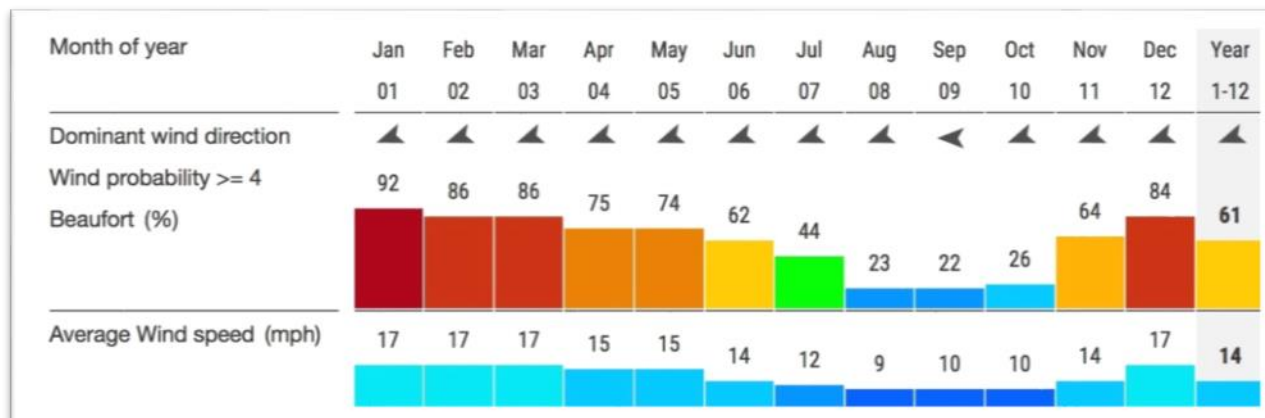 Month of year Jan Feb Mar Apr May Jun Jul Aug Sep Oct Nov Dec Year
01 02 03 04 05 06 07 08 09 10 11 12 1-12
Dominant wind direction
Wind probability >= 4
92 86 86 75 74 62 44 23 22 26 64 84 61
Beaufort (%)
Average Wind speed (mph) 17 17 17 15 15 14 12 9 10 10 14 17 14